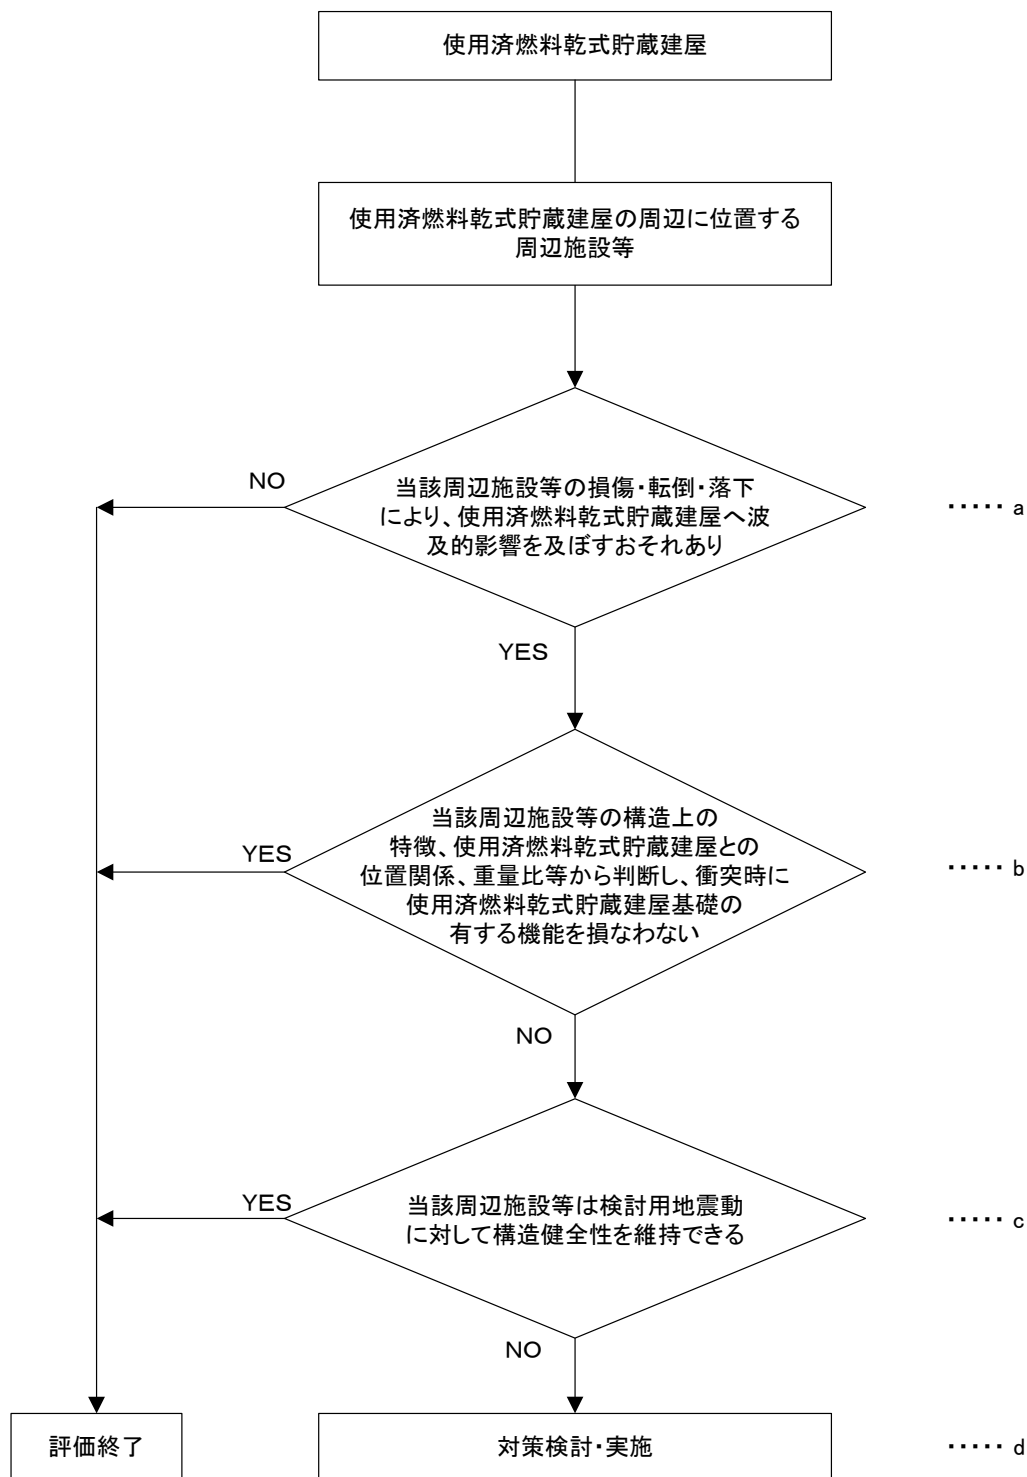 使用済燃料乾式貯蔵建屋
使用済燃料乾式貯蔵建屋の周辺に位置する
周辺施設等
NO
当該周辺施設等の損傷・転倒・落下
により、使用済燃料乾式貯蔵建屋へ波
及的影響を及ぼすおそれあり
・・・・・ a
YES
YES
当該周辺施設等の構造上の
特徴、使用済燃料乾式貯蔵建屋との
位置関係、重量比等から判断し、衝突時に
使用済燃料乾式貯蔵建屋基礎の
有する機能を損なわない
・・・・・ b
NO
YES
当該周辺施設等は検討用地震動
に対して構造健全性を維持できる
・・・・・ c
NO
評価終了
対策検討・実施
・・・・・ d